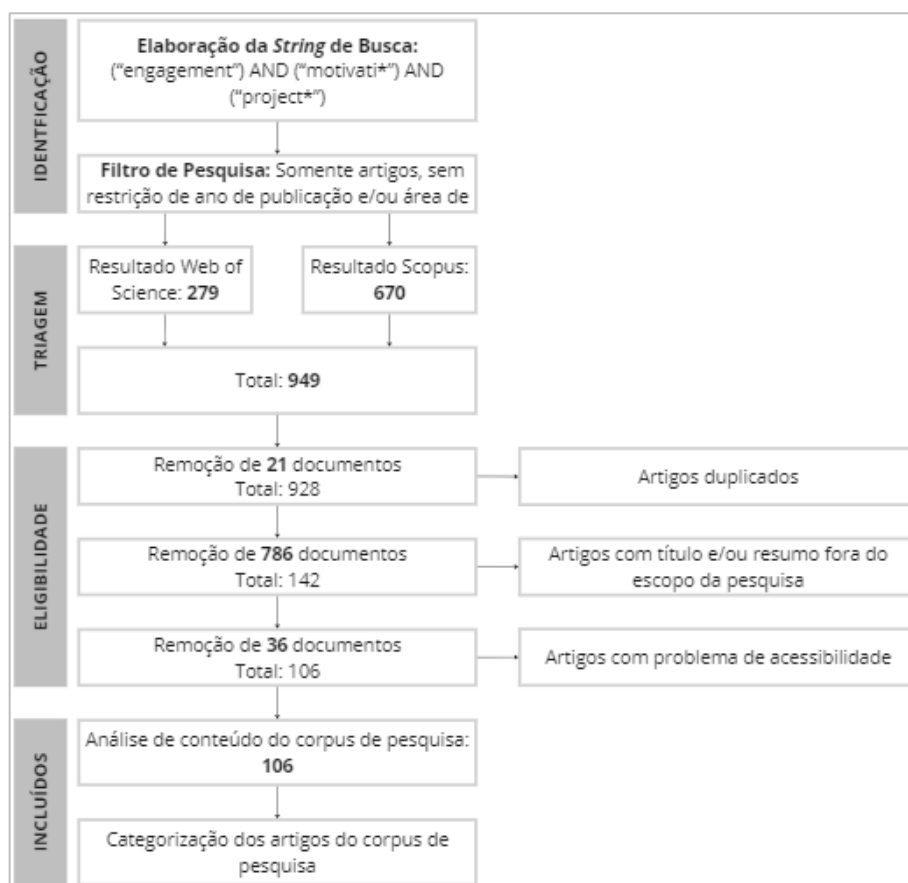 IDENTFICAÇÃO
Elaboração da String de Busca:
(“engagement”) AND (“motivati*”) AND
(“project*”)
Filtro de Pesquisa: Somente artigos, sem
restrição de ano de publicação e/ou área de
TRIAGEM
Resultado Web of
Science: 279
Resultado Scopus:
670
Total: 949
ELIGIBILIDADE
Remoção de 21 documentos
Total: 928
Artigos duplicados
Remoção de 786 documentos
Total: 142
Artigos com título e/ou resumo fora do
escopo da pesquisa
Remoção de 36 documentos
Total: 106
Artigos com problema de acessibilidade
INCLUÍDOS
Análise de conteúdo do corpus de pesquisa:
106
Categorização dos artigos do corpus de
pesquisa